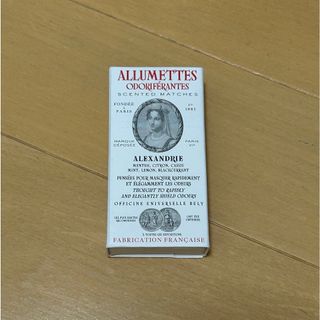 ALLUMETTES
ODORIFÉRANTES
SCENTED MATCHES
FONDÉE
À
PARIS
EN
MARQUE
DÉPOSÉE
PARIS
ALEXANDRIE
MENTHE, CITRON, CASSIS
MINT, LEMON, BLACKCURRANT
PENSÉES POUR MASQUER RAPIDEMENT
ET ÉLÉGAMMENT LES ODEURS
THOUGHT TO RAPIDLY
AND ELEGANTLY SHIELD ODOURS
OFFICINE UNIVERSELLE BULY
FABRICATION FRANÇAISE